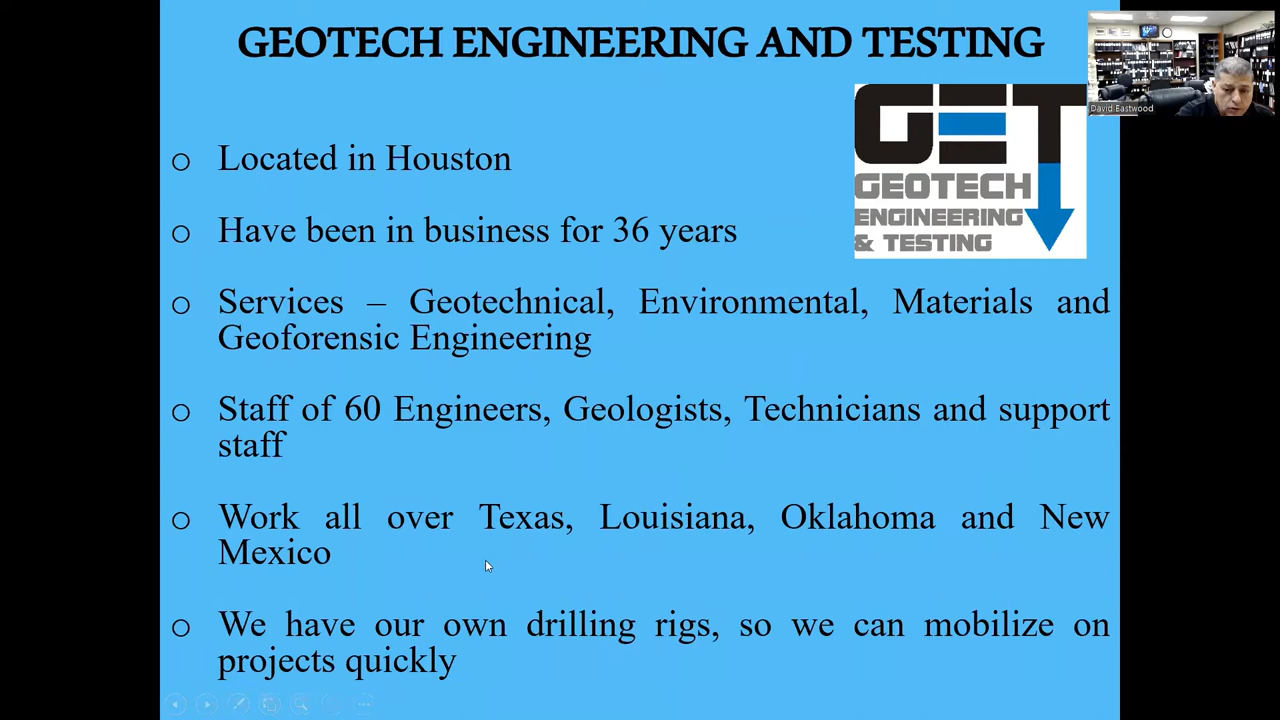 GEOTECH ENGINEERING AND TESTING
GET
GEOTECH
ENGINEERING
& TESTING
David Eastwood
o Located in Houston
o Have been in business for 36 years
o Services – Geotechnical, Environmental, Materials and
Geoforensic Engineering
o Staff of 60 Engineers, Geologists, Technicians and support
staff
o Work all over Texas, Louisiana, Oklahoma and New
Mexico
o We have our own drilling rigs, so we can mobilize on
projects quickly